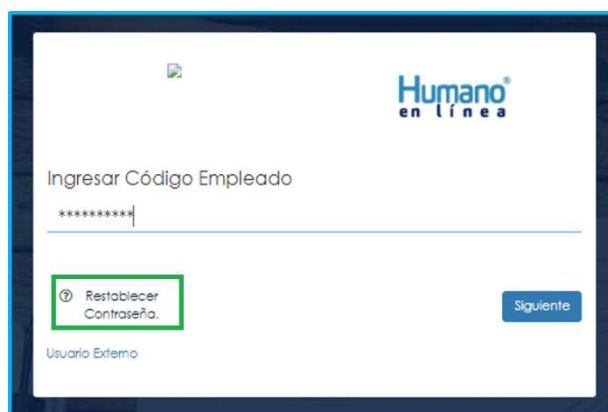 Humano®
en línea
Ingresar Código Empleado
**********
Restablecer
Contraseña.
Siguiente
Usuario Externo